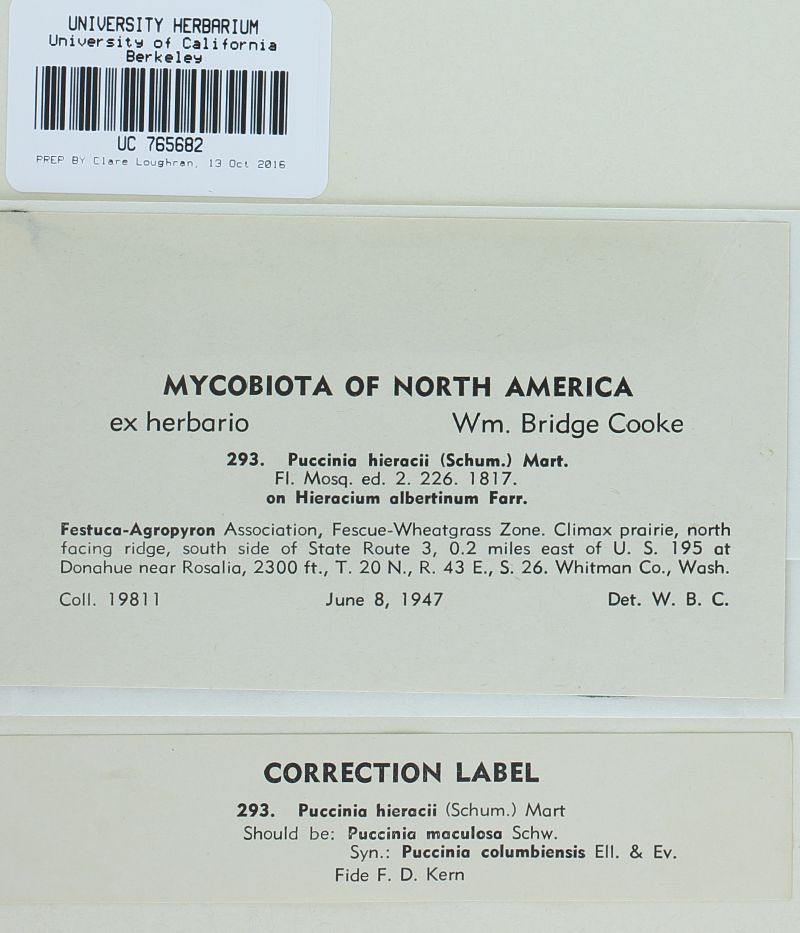 UNIVERSITY HERBARIUM
University of California
Berkeley
UC 765682
PREP BY Clare Loughran, 13 Oct 2016
MYCOBIOTA OF NORTH AMERICA
ex herbario Wm. Bridge Cooke
293. Puccinia hieracii (Schum.) Mart.
Fl. Mosq. ed. 2. 226. 1817.
on Hieracium albertinum Farr.
Festuca-Agropyron Association, Fescue-Wheatgrass Zone. Climax prairie, north
facing ridge, south side of State Route 3, 0.2 miles east of U. S. 195 at
Donahue near Rosalia, 2300 ft., T. 20 N., R. 43 E., S. 26. Whitman Co., Wash.
Coll. 19811 June 8, 1947 Det. W. B. C.
CORRECTION LABEL
293. Puccinia hieracii (Schum.) Mart
Should be: Puccinia maculosa Schw.
Syn.: Puccinia columbiensis Ell. & Ev.
Fide F. D. Kern